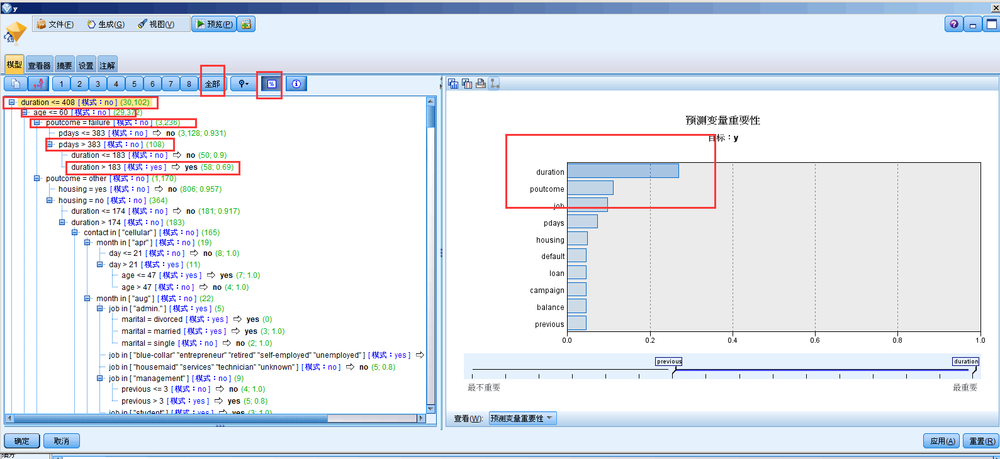 y
文件(F) 生成(G) 视图(V) 预览(P)
C5.0
模型 查看器 摘要 设置 注解
1 2 3 4 5 6 7 8 全部 %
duration <= 408 [ 模式：no ] (30,102)
age <= 60 [ 模式：no ] (29,372)
poutcome = failure [ 模式：no ] (3,236)
pdays <= 383 [ 模式：no ] ⇨ no (3,128; 0.931)
pdays > 383 [ 模式：no ] (108)
duration <= 183 [ 模式：no ] ⇨ no (50; 0.9)
duration > 183 [ 模式：yes ] ⇨ yes (58; 0.69)
poutcome = other [ 模式：no ] (1,170)
housing = yes [ 模式：no ] ⇨ no (806; 0.957)
housing = no [ 模式：no ] (364)
duration <= 174 [ 模式：no ] ⇨ no (181; 0.917)
duration > 174 [ 模式：no ] (183)
contact in [ "cellular" ] [ 模式：no ] (165)
month in [ "apr" ] [ 模式：no ] (19)
day <= 21 [ 模式：no ] ⇨ no (8; 1.0)
day > 21 [ 模式：yes ] (11)
age <= 47 [ 模式：yes ] ⇨ yes (7; 1.0)
age > 47 [ 模式：no ] ⇨ no (4; 1.0)
month in [ "aug" ] [ 模式：no ] (22)
job in [ "admin." ] [ 模式：yes ] (5)
marital = divorced [ 模式：yes ] ⇨ yes (0)
marital = married [ 模式：yes ] ⇨ yes (3; 1.0)
marital = single [ 模式：no ] ⇨ no (2; 1.0)
job in [ "blue-collar" "entrepreneur" "retired" "self-employed" "unemployed" ] [ 模式：yes ] ⇨
job in [ "housemaid" "services" "technician" "unknown" ] [ 模式：no ] ⇨ no (5; 0.8)
job in [ "management" ] [ 模式：no ] (9)
previous <= 3 [ 模式：no ] ⇨ no (4; 1.0)
previous > 3 [ 模式：yes ] ⇨ yes (5; 0.8)
job in [ "student" ] [ 模式：yes ] ⇨ yes (3; 1.0)
预测变量重要性
目标：y
duration
poutcome
job
pdays
housing
default
loan
campaign
balance
previous
0.0 0.2 0.4 0.6 0.8 1.0
previous duration
最不重要 最重要
查看(W): 预测变量重要性
确定 取消 应用(A) 重置(R)